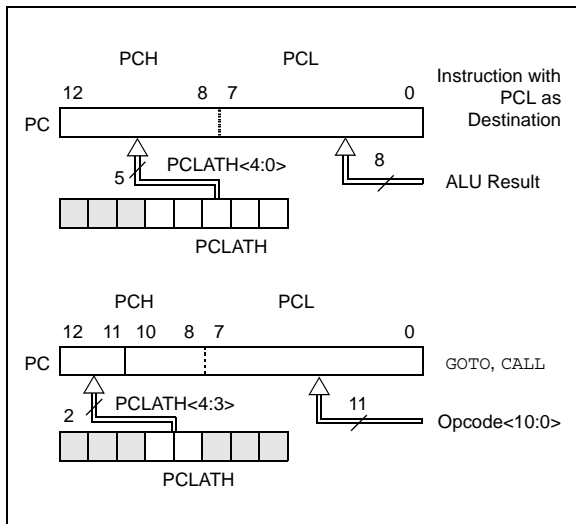 PCH PCL
12 8 7 0
Instruction with
PCL as
Destination
PC
PCLATH<4:0>
5
8
ALU Result
PCLATH
PCH PCL
12 11 10 8 7 0
PC
GOTO, CALL
PCLATH<4:3>
2
11
Opcode<10:0>
PCLATH